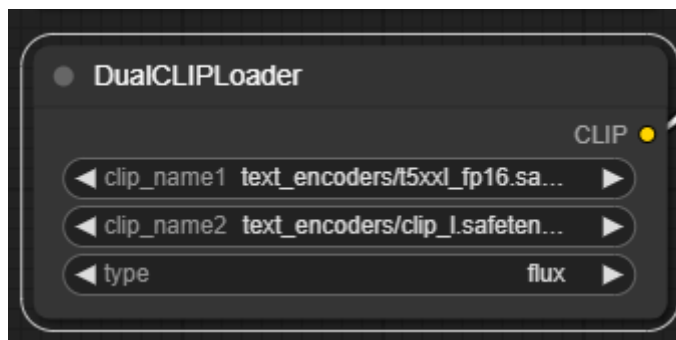 DualCLIPLoader
CLIP
clip_name1 text_encoders/t5xxl_fp16.sa...
clip_name2 text_encoders/clip_l.safeten...
type flux